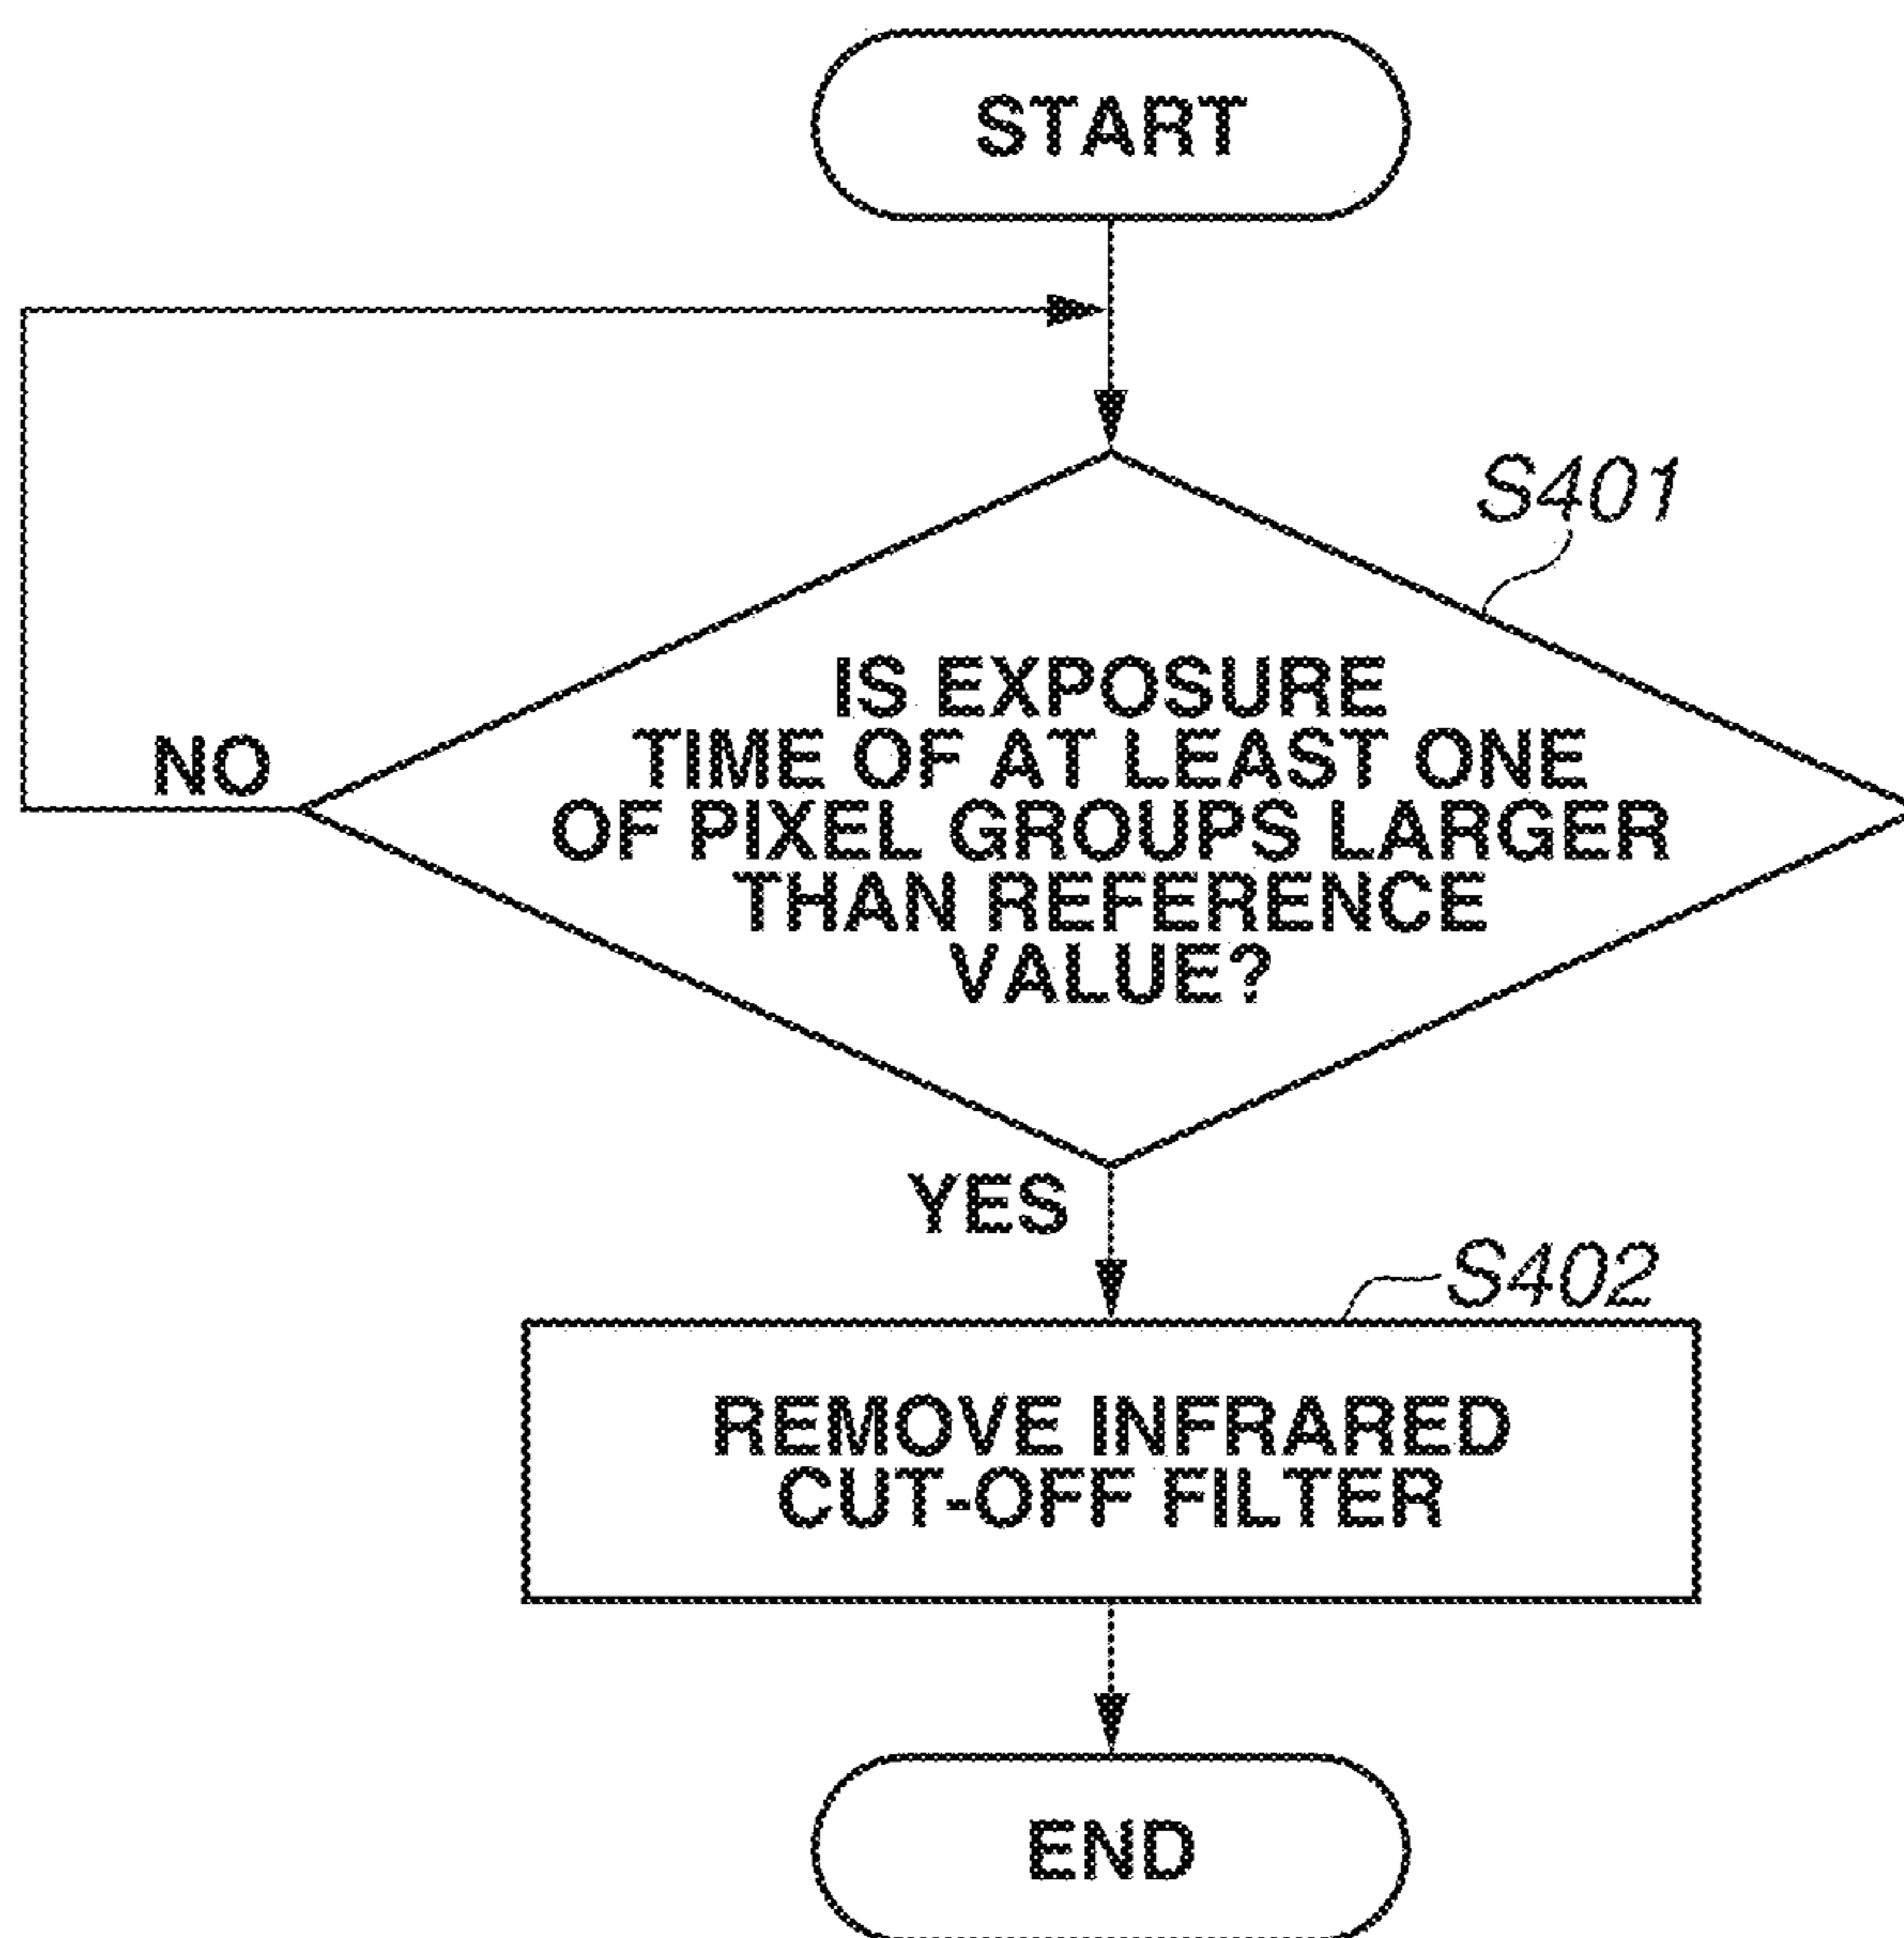 START
S401
IS EXPOSURE
TIME OF AT LEAST ONE
OF PIXEL GROUPS LARGER
THAN REFERENCE
VALUE?
NO
YES
S402
REMOVE INFRARED
CUT-OFF FILTER
END